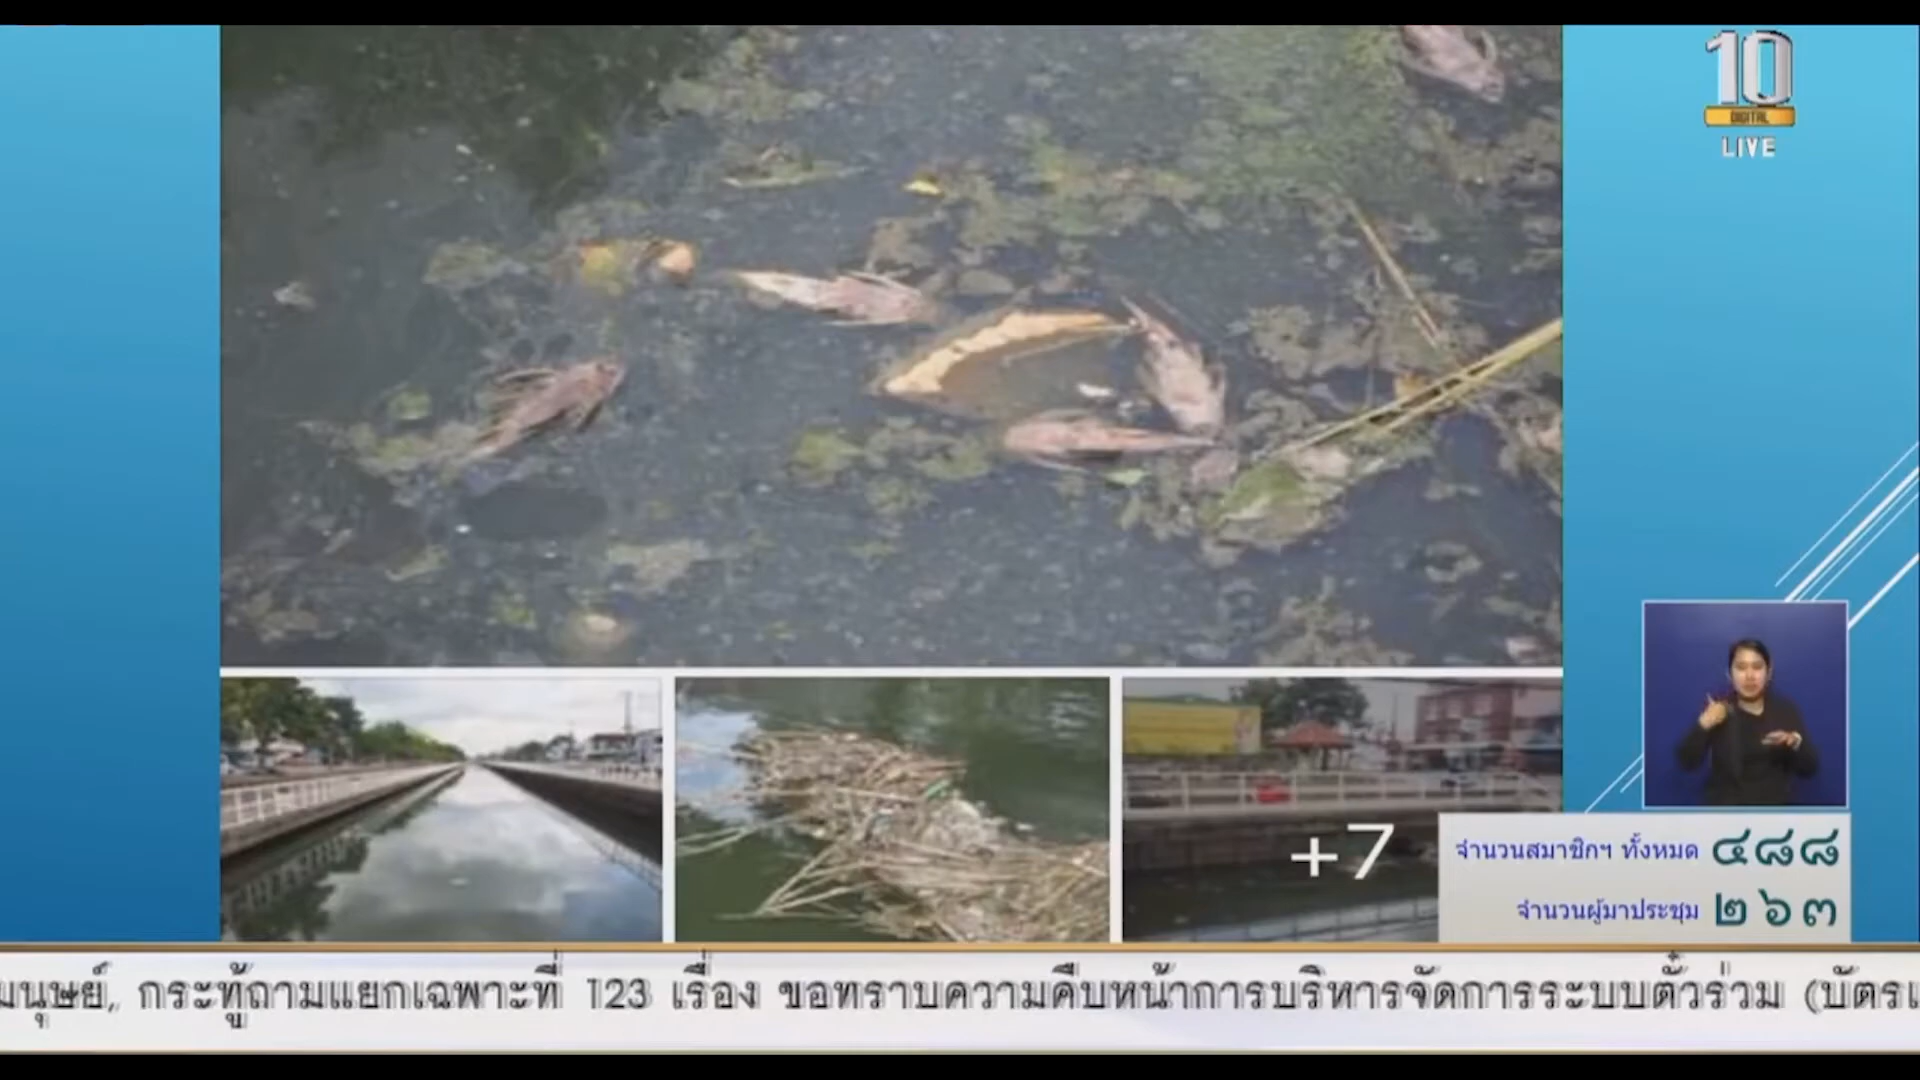 10
DIGITAL
LIVE
+7
จำนวนสมาชิกฯ ทั้งหมด ๔๘๘
จำนวนผู้มาประชุม ๒๖๓
มนุษย์, กระทู้ถามแยกเฉพาะที่ 123 เรื่อง ขอทราบความคืบหน้าการบริหารจัดการระบบตั๋วร่วม (บัตร